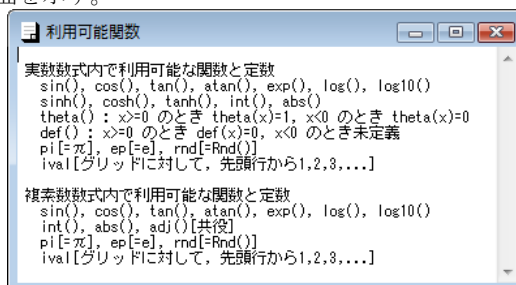 画を示す。
利用可能関数
実数数式内で利用可能な関数と定数
sin(), cos(), tan(), atan(), exp(), log(), log10()
sinh(), cosh(), tanh(), int(), abs()
theta() : x>=0 のとき theta(x)=1, x<0 のとき theta(x)=0
def() : x>=0 のとき def(x)=0, x<0 のとき未定義
pi[=π], ep[=e], rnd[=Rnd()]
ival[グリッドに対して, 先頭行から1,2,3,...]
複素数数式内で利用可能な関数と定数
sin(), cos(), tan(), atan(), exp(), log(), log10()
int(), abs(), adj()[共役]
pi[=π], ep[=e], rnd[=Rnd()]
ival[グリッドに対して, 先頭行から1,2,3,...]